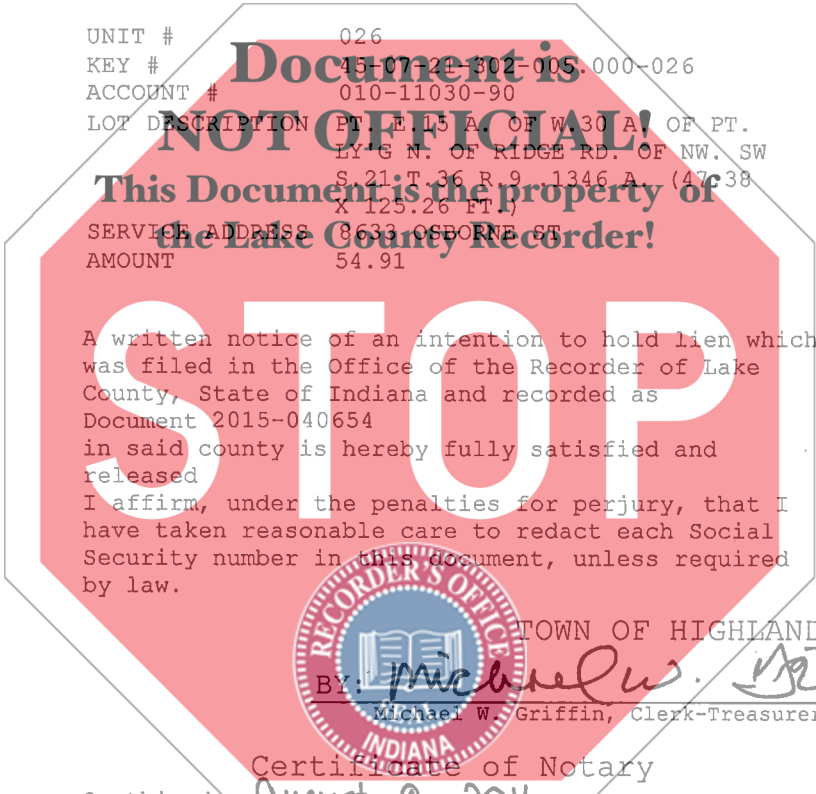 UNIT # 026
Document is
KEY # 45-07-21-302-005.000-026
ACCOUNT # 010-11030-90
NOT OFFICIAL!
LOT DESCRIPTION PT. E.15 A. OF W.30 A. OF PT.
LY'G N. OF RIDGE RD. OF NW. SW
This Document is the property of
S.21 T.36 R.9 .1346 A. (47.38
X 125.26 FT.)
the Lake County Recorder!
SERVICE ADDRESS 8633 OSBORNE ST
AMOUNT 54.91
STOP
A written notice of an intention to hold lien which
was filed in the Office of the Recorder of Lake
County, State of Indiana and recorded as
Document 2015-040654
in said county is hereby fully satisfied and
released
I affirm, under the penalties for perjury, that I
have taken reasonable care to redact each Social
Security number in this document, unless required
by law.
RECORDER'S OFFICE
TOWN OF HIGHLAND
BY: Michael W.
Michael W. Griffin, Clerk-Treasurer
INDIANA
Certificate of Notary